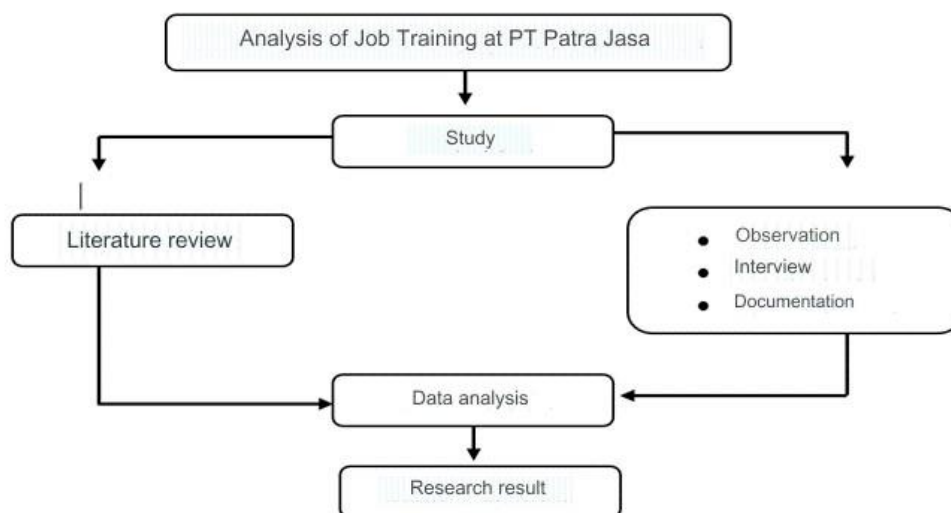 Analysis of Job Training at PT Patra Jasa
Study
Literature review
Observation
Interview
Documentation
Data analysis
Research result